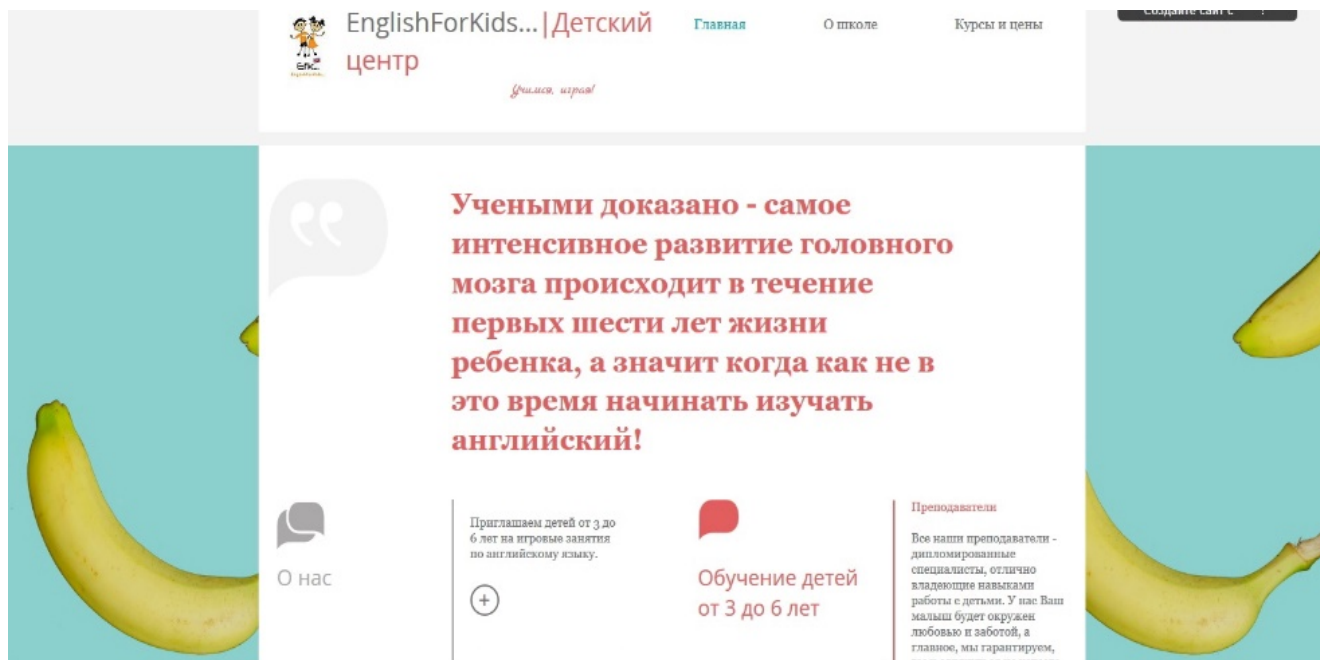 EnglishForKids...|Детский
центр
Учимся, играя!
Главная
О школе
Курсы и цены
Создайте сайт с
!
Efk...
Учеными доказано - самое
интенсивное развитие головного
мозга происходит в течение
первых шести лет жизни
ребенка, а значит когда как не в
это время начинать изучать
английский!
О нас
Приглашаем детей от 3 до
6 лет на игровые занятия
по английскому языку.
Обучение детей
от 3 до 6 лет
Преподаватели
Все наши преподаватели -
дипломированные
специалисты, отлично
владеющие навыками
работы с детьми. У нас Ваш
малыш будет окружен
любовью и заботой, а
главное, мы гарантируем,